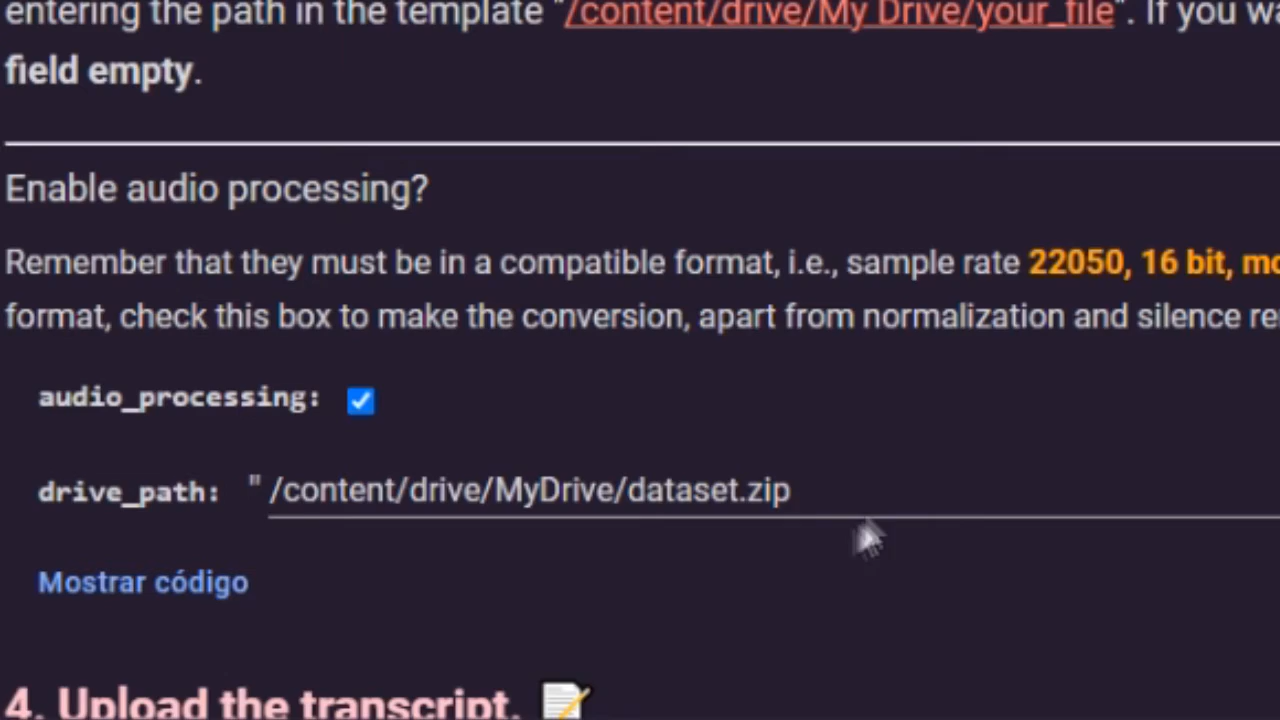 entering the path in the template "/content/drive/My Drive/your_file". If you
field empty.
Enable audio processing?
Remember that they must be in a compatible format, i.e., sample rate 22050, 16 bit,
format, check this box to make the conversion, apart from normalization and silence
audio_processing:
drive_path: "/content/drive/MyDrive/dataset.zip
Mostrar código
4. Upload the transcript. 📝